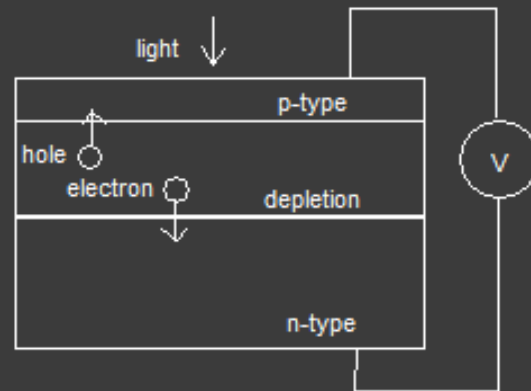 light
p-type
hole
V
electron
depletion
n-type